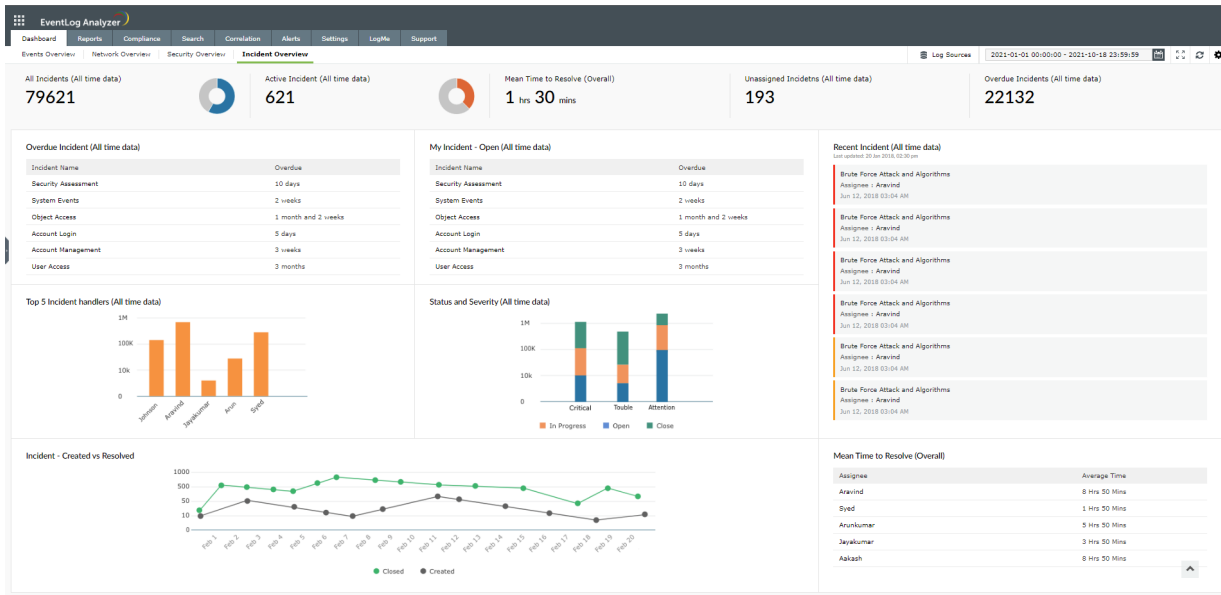 EventLog Analyzer
Dashboard Reports Compliance Search Correlation Alerts Settings LogMe Support
Events Overview Network Overview Security Overview Incident Overview Log Sources 2021-01-01 00:00:00 - 2021-10-18 23:59:59
All Incidents (All time data)
79621
Active Incident (All time data)
621
Mean Time to Resolve (Overall)
1 hrs 30 mins
Unassigned Incidetns (All time data)
193
Overdue Incidents (All time data)
22132
Overdue Incident (All time data)
Incident Name Overdue
Security Assessment 10 days
System Events 2 weeks
Object Access 1 month and 2 weeks
Account Login 5 days
Account Management 3 weeks
User Access 3 months
My Incident - Open (All time data)
Incident Name Overdue
Security Assessment 10 days
System Events 2 weeks
Object Access 1 month and 2 weeks
Account Login 5 days
Account Management 3 weeks
User Access 3 months
Recent Incident (All time data)
Last updated: 20 Jan 2018, 02:30 pm
Brute Force Attack and Algorithms
Assignee : Aravind
Jun 12, 2018 03:04 AM
Brute Force Attack and Algorithms
Assignee : Aravind
Jun 12, 2018 03:04 AM
Brute Force Attack and Algorithms
Assignee : Aravind
Jun 12, 2018 03:04 AM
Brute Force Attack and Algorithms
Assignee : Aravind
Jun 12, 2018 03:04 AM
Brute Force Attack and Algorithms
Assignee : Aravind
Jun 12, 2018 03:04 AM
Brute Force Attack and Algorithms
Assignee : Aravind
Jun 12, 2018 03:04 AM
Top 5 Incident handlers (All time data)
1M
100K
10k
0
Johnson Aravind Jayakumar Arun Syed
Status and Severity (All time data)
1M
100K
10k
0
Critical Touble Attention
In Progress Open Close
Incident - Created vs Resolved
1000
500
50
10
0
Feb 1 Feb 2 Feb 3 Feb 4 Feb 5 Feb 6 Feb 7 Feb 8 Feb 9 Feb 10 Feb 11 Feb 12 Feb 13 Feb 14 Feb 15 Feb 16 Feb 17 Feb 18 Feb 19 Feb 20
Closed Created
Mean Time to Resolve (Overall)
Assignee Average Time
Aravind 8 Hrs 50 Mins
Syed 1 Hrs 50 Mins
Arunkumar 5 Hrs 50 Mins
Jayakumar 3 Hrs 50 Mins
Aakash 8 Hrs 50 Mins